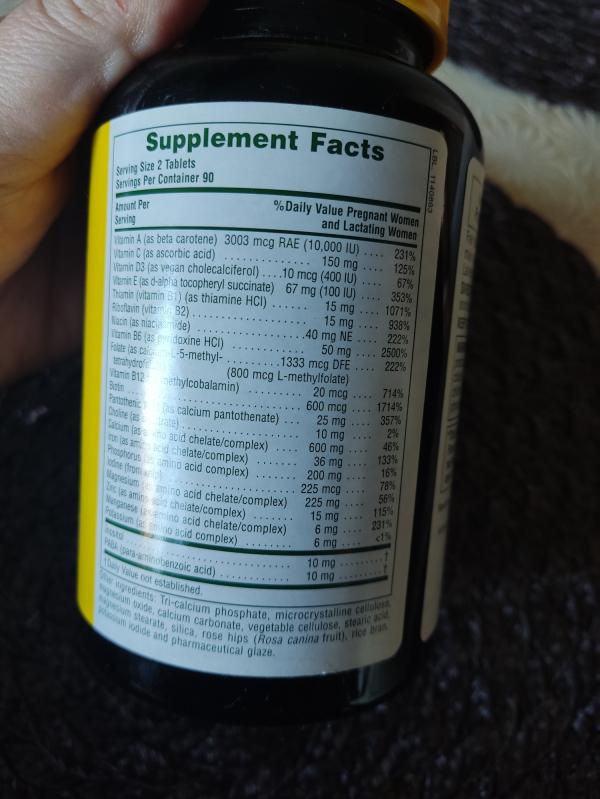 Supplement Facts
Serving Size 2 Tablets
Servings Per Container 90
Amount Per Serving %Daily Value Pregnant Women and Lactating Women
Vitamin A (as beta carotene) 3003 mcg RAE (10,000 IU) .... 231%
Vitamin C (as ascorbic acid) .............. 150 mg .... 125%
Vitamin D3 (as vegan cholecalciferol) ....10 mcg (400 IU) .... 67%
Vitamin E (as d-alpha tocopheryl succinate) 67 mg (100 IU) .... 353%
Thiamin (vitamin B1) (as thiamine HCl) ...... 15 mg .... 1071%
Riboflavin (vitamin B2) .............. 15 mg .... 938%
Niacin (as niacinamide) ..............40 mg NE .... 222%
Vitamin B6 (as pyridoxine HCl) .......... 50 mg .... 2500%
Folate (as calcium-L-5-methyl- ..........1333 mcg DFE .... 222%
tetrahydrofolate) (800 mcg L-methylfolate)
Vitamin B12 methylcobalamin) .......... 20 mcg .... 714%
Biotin .............. 600 mcg .... 1714%
Pantothenic (as calcium pantothenate) .... 25 mg .... 357%
Choline (as .............. 10 mg .... 2%
Calcium (as amino acid chelate/complex) .... 600 mg .... 46%
Iron (as amino acid chelate/complex) .... 36 mg .... 133%
Phosphorus amino acid complex) .... 200 mg .... 16%
Iodine (from .............. 225 mcg .... 78%
Magnesium amino acid chelate/complex) 225 mg .... 56%
Zinc (as amino acid chelate/complex) ...... 15 mg .... 115%
Manganese amino acid chelate/complex) 6 mg .... 231%
Potassium (as amino acid complex) ........ 6 mg .... <1%
Inositol .............. 10 mg ........ †
PABA (para-aminobenzoic acid) .......... 10 mg ........ †
†Daily Value not established.
Other ingredients: Tri-calcium phosphate, microcrystalline cellulose,
magnesium oxide, calcium carbonate, vegetable cellulose, stearic acid,
magnesium stearate, silica, rose hips (Rosa canina fruit), rice bran,
potassium iodide and pharmaceutical glaze.
LBL 1140893